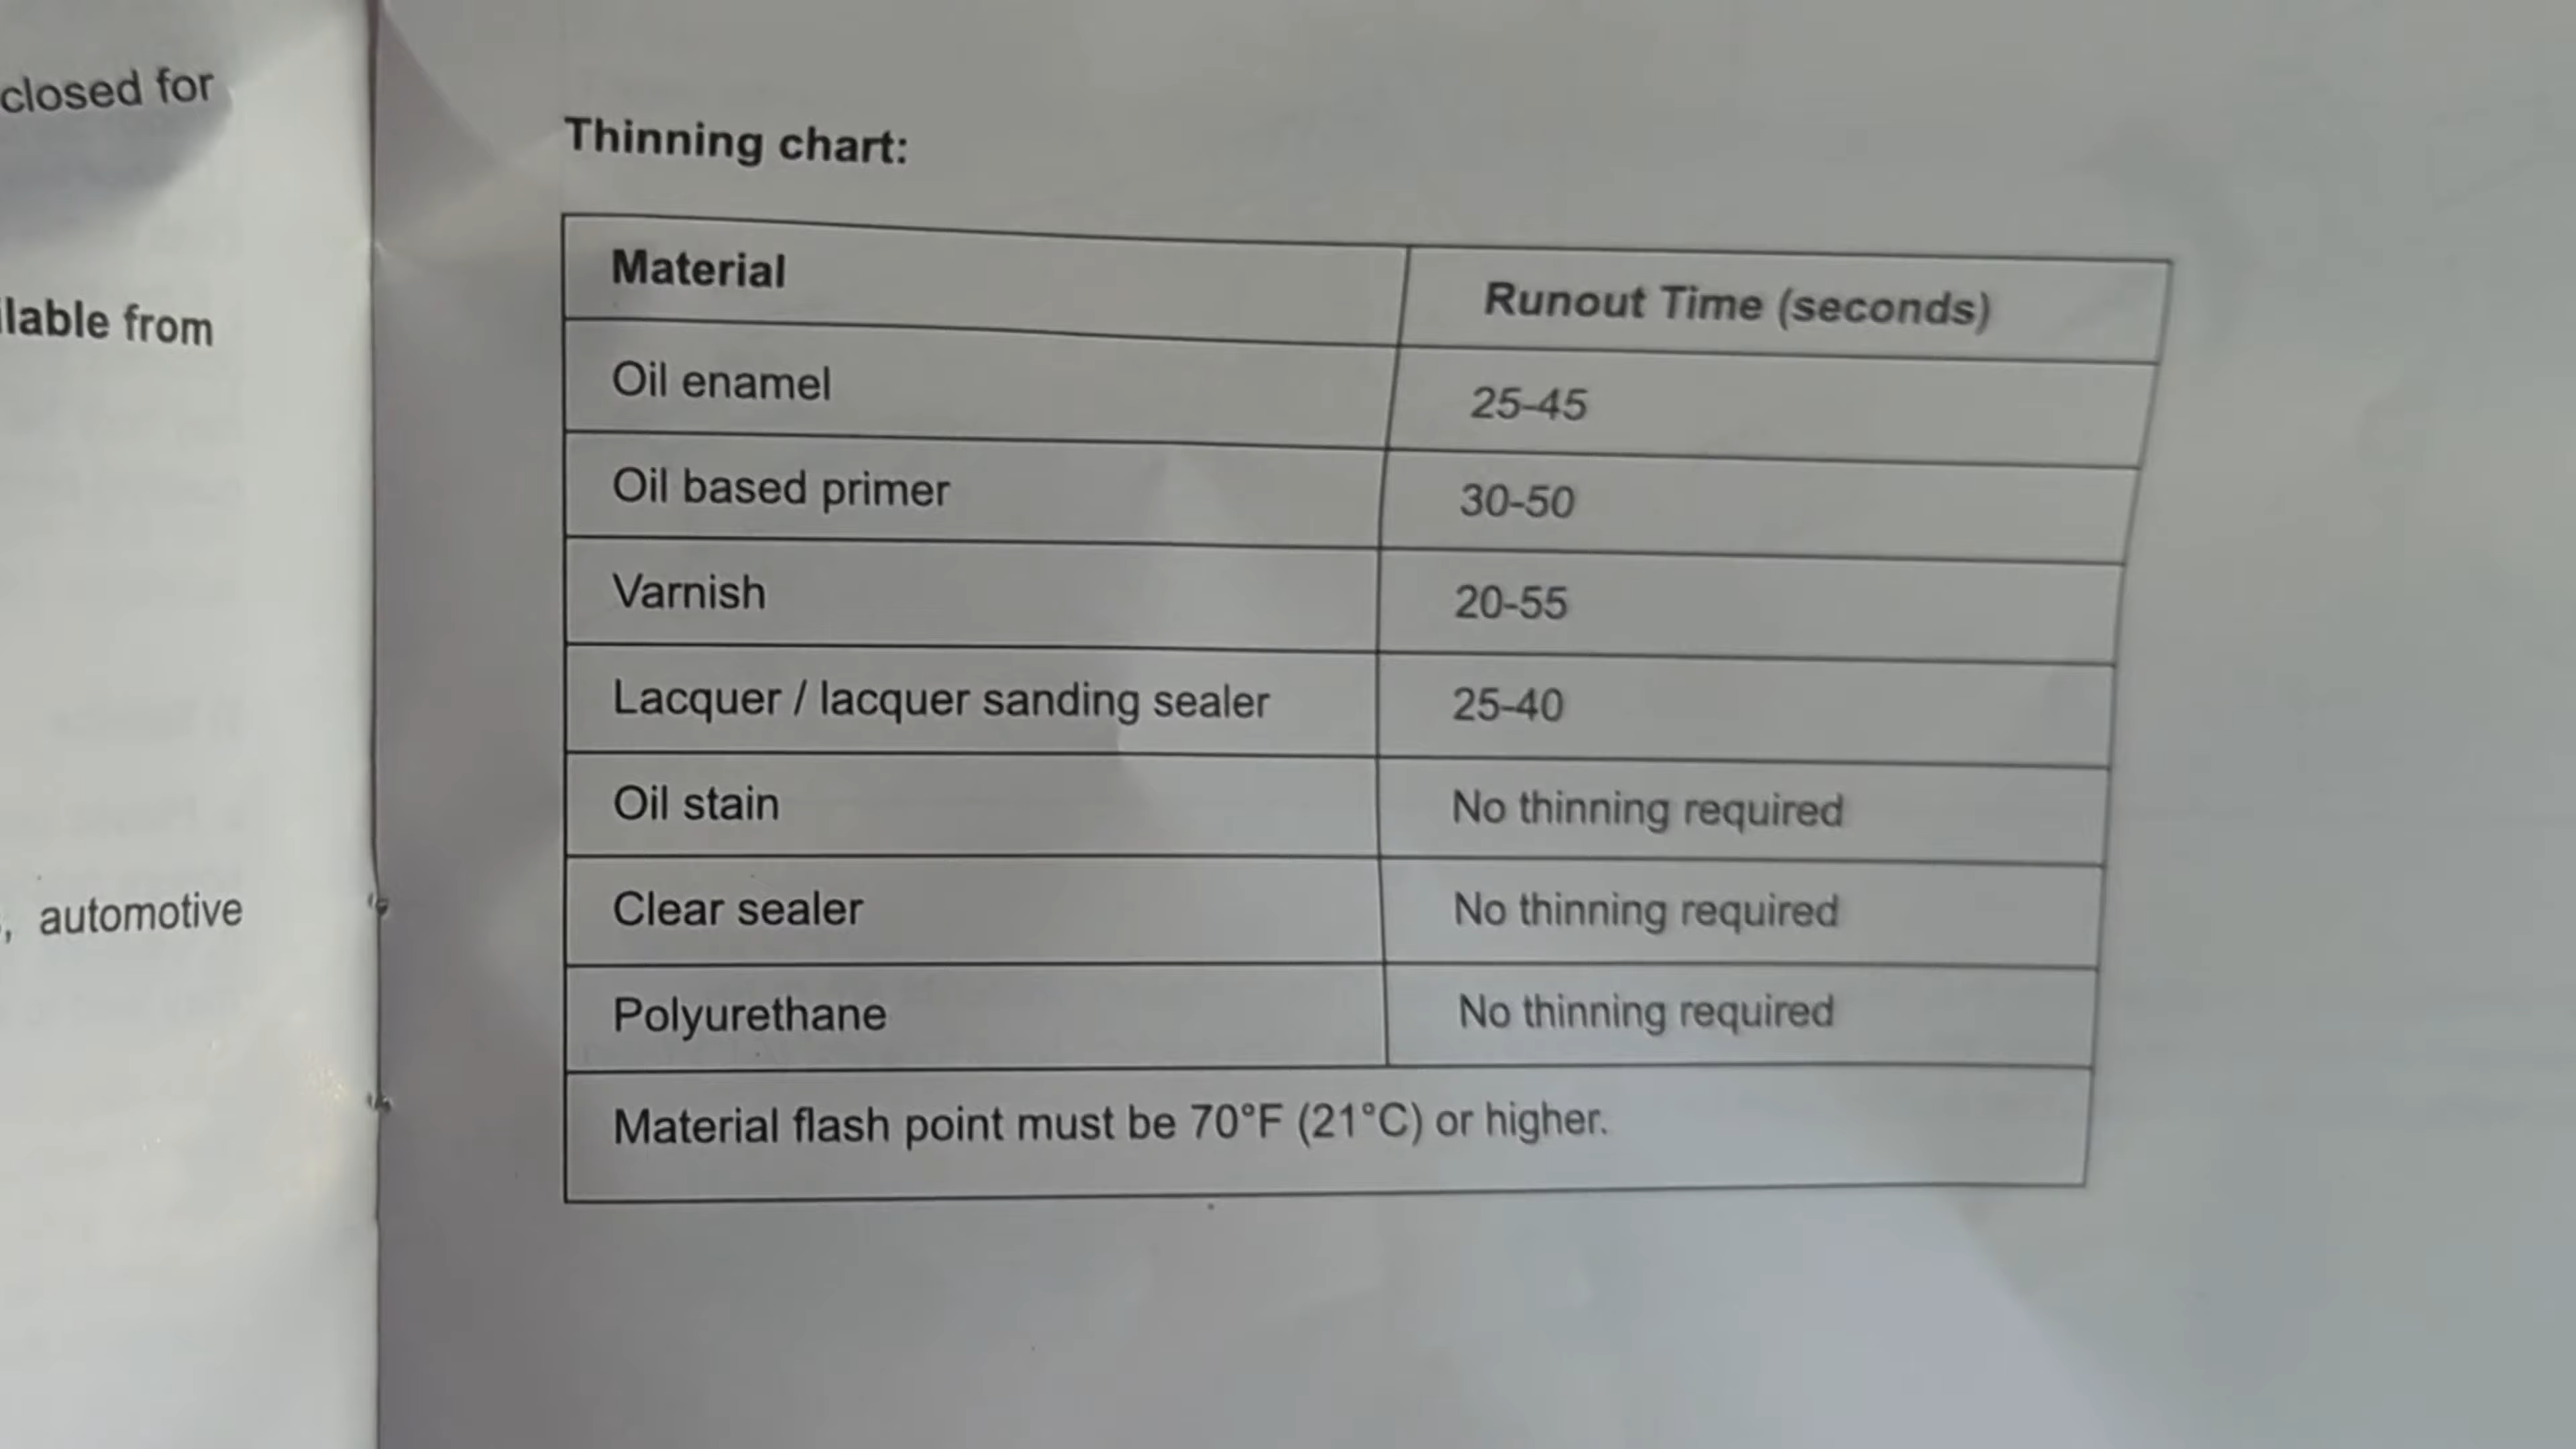 closed for
from
, automotive
Thinning chart:
Material Runout Time (seconds)
Oil enamel 25-45
Oil based primer 30-50
Varnish 20-55
Lacquer / lacquer sanding sealer 25-40
Oil stain No thinning required
Clear sealer No thinning required
Polyurethane No thinning required
Material flash point must be 70°F (21°C) or higher.